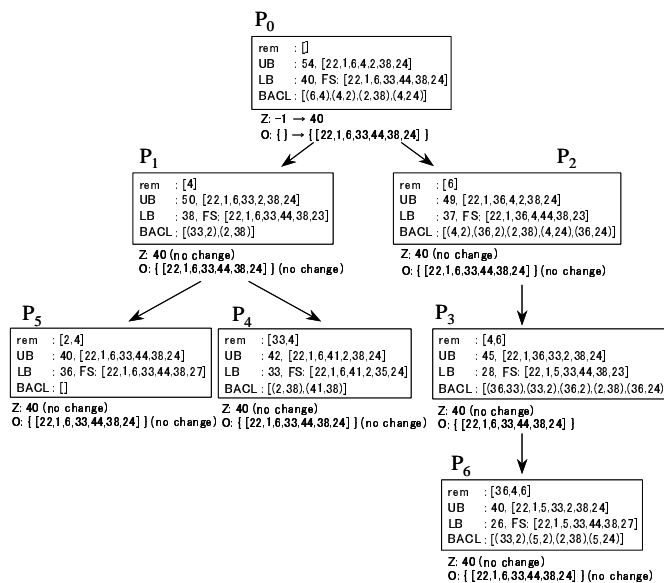 P0
rem : []
UB : 54, [22,1,6,4.2,38,24]
LB : 40, FS: [22,1,6,33,44,38,24]
BACL : [(6,4),(4,2),(2,38),(4,24)]
Z: -1 → 40
O: { } → { [22,1,6,33,44,38,24] }
P1
rem : [4]
UB : 50, [22,1,6,33,2,38,24]
LB : 38, FS: [22,1,6,33,44,38,23]
BACL : [(33,2),(2,38)]
Z: 40 (no change)
O: { [22,1,6,33,44,38,24] } (no change)
P2
rem : [6]
UB : 49, [22,1,36,4,2,38,24]
LB : 37, FS: [22,1,36,4,44,38,23]
BACL : [(4,2),(36,2),(2,38),(4,24),(36,24)]
Z: 40 (no change)
O: { [22,1,6,33,44,38,24] } (no change)
P5
rem : [2,4]
UB : 40, [22,1,6,33,44,38,24]
LB : 36, FS: [22,1,6,33,44,38,27]
BACL : []
Z: 40 (no change)
O: { [22,1,6,33,44,38,24] } (no change)
P4
rem : [33,4]
UB : 42, [22,1,6,41,2,38,24]
LB : 33, FS: [22,1,6,41,2,35,24]
BACL : [(2,38),(41,38)]
Z: 40 (no change)
O: { [22,1,6,33,44,38,24] } (no change)
P3
rem : [4,6]
UB : 45, [22,1,36,33,2,38,24]
LB : 28, FS: [22,1,5,33,44,38,23]
BACL : [(36,33),(33,2),(36,2),(2,38),(36,24)
Z: 40 (no change)
O: { [22,1,6,33,44,38,24] }
P6
rem : [36,4,6]
UB : 40, [22,1,5,33,2,38,24]
LB : 26, FS: [22,1,5,33,44,38,27]
BACL : [(33,2),(5,2),(2,38),(5,24)]
Z: 40 (no change)
O: { [22,1,6,33,44,38,24] } (no change)